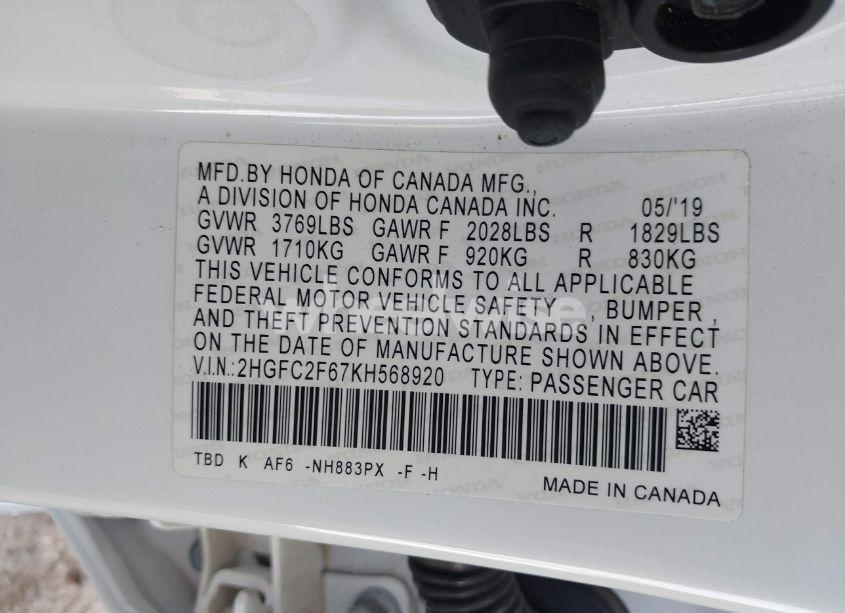 MFD.BY HONDA OF CANADA MFG.,
A DIVISION OF HONDA CANADA INC. 05/'19
GVWR 3769LBS GAWR F 2028LBS R 1829LBS
GVWR 1710KG GAWR F 920KG R 830KG
THIS VEHICLE CONFORMS TO ALL APPLICABLE
FEDERAL MOTOR VEHICLE SAFETY , BUMPER ,
AND THEFT PREVENTION STANDARDS IN EFFECT
ON THE DATE OF MANUFACTURE SHOWN ABOVE.
V.I.N.:2HGFC2F67KH568920 TYPE: PASSENGER CAR
TBD K AF6 -NH883PX -F -H
MADE IN CANADA